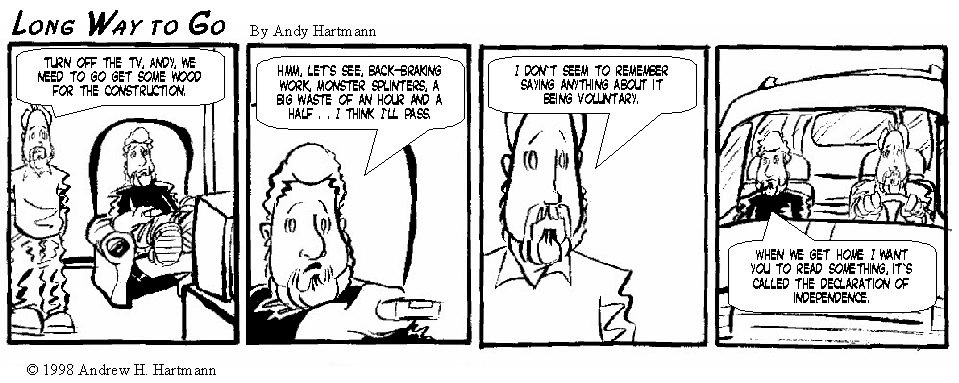 LONG WAY TO GO
By Andy Hartmann
TURN OFF THE TV, ANDY, WE
NEED TO GO GET SOME WOOD
FOR THE CONSTRUCTION.
HMM, LET'S SEE, BACK-BRAKING
WORK, MONSTER SPLINTERS, A
BIG WASTE OF AN HOUR AND A
HALF . . I THINK I'LL PASS.
I DON'T SEEM TO REMEMBER
SAYING ANYTHING ABOUT IT
BEING VOLUNTARY.
WHEN WE GET HOME I WANT
YOU TO READ SOMETHING, IT'S
CALLED THE DECLARATION OF
INDEPENDENCE.
© 1998 Andrew H. Hartmann